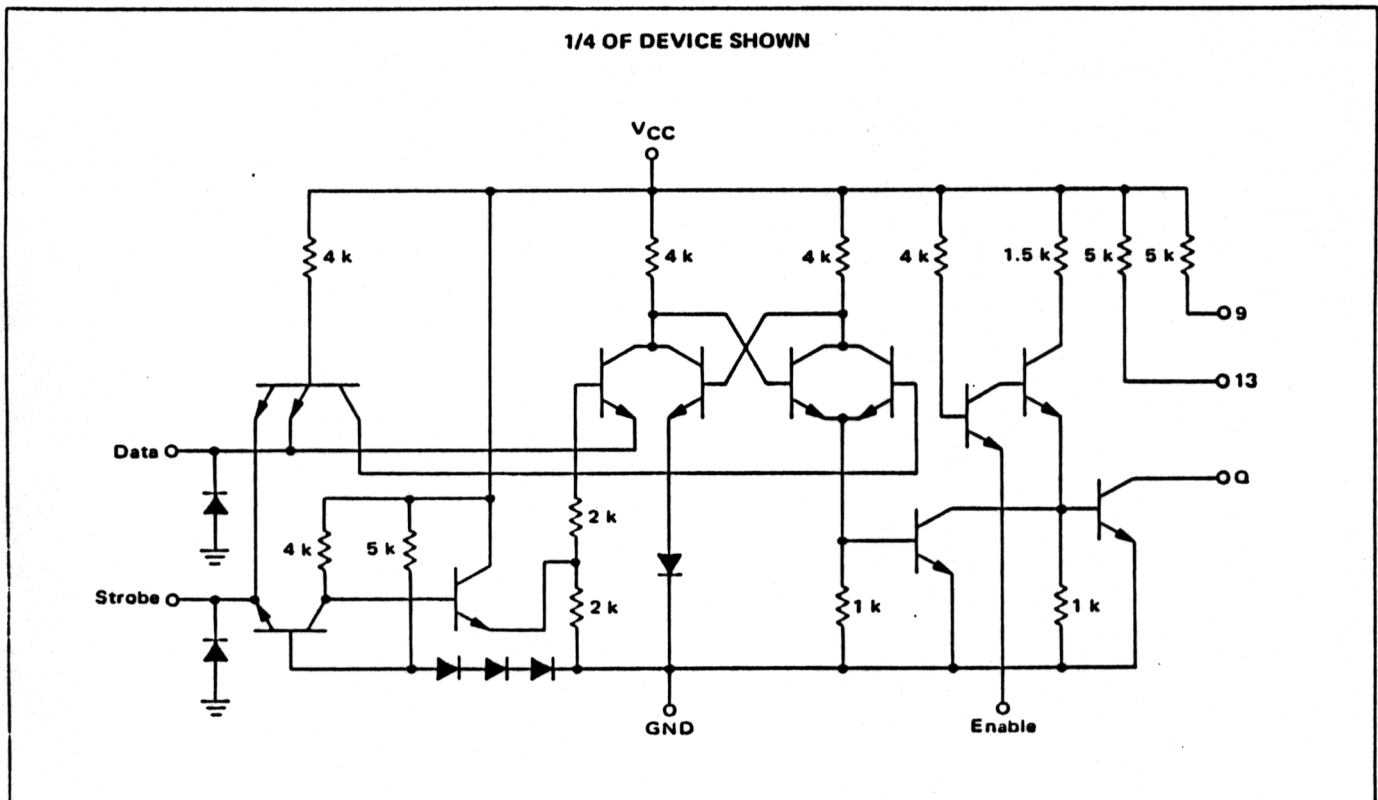 1/4 OF DEVICE SHOWN
VCC
4 k
4 k
4 k
4 k
1.5 k
5 k
5 k
9
13
Data
Q
2 k
4 k
5 k
Strobe
2 k
1 k
1 k
GND
Enable